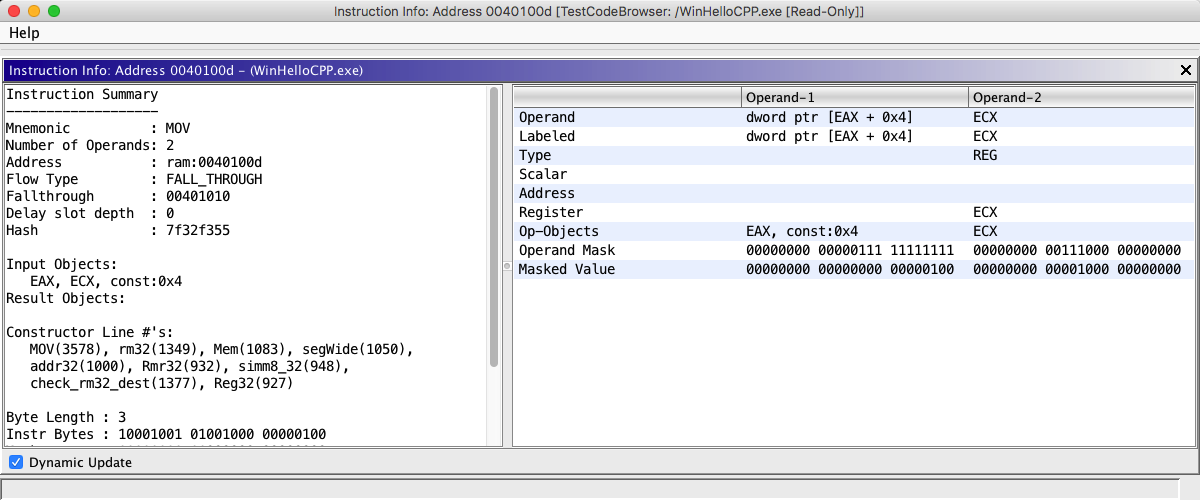 Instruction Info: Address 0040100d [TestCodeBrowser: /WinHelloCPP.exe [Read-Only]]
Help
Instruction Info: Address 0040100d - (WinHelloCPP.exe)
Instruction Summary
-------------------
Mnemonic : MOV
Number of Operands: 2
Address : ram:0040100d
Flow Type : FALL_THROUGH
Fallthrough : 00401010
Delay slot depth : 0
Hash : 7f32f355
Input Objects:
EAX, ECX, const:0x4
Result Objects:
Constructor Line #'s:
MOV(3578), rm32(1349), Mem(1083), segWide(1050),
addr32(1000), Rmr32(932), simm8_32(948),
check_rm32_dest(1377), Reg32(927)
Byte Length : 3
Instr Bytes : 10001001 01001000 00000100
Operand-1 Operand-2
Operand dword ptr [EAX + 0x4] ECX
Labeled dword ptr [EAX + 0x4] ECX
Type REG
Scalar
Address
Register ECX
Op-Objects EAX, const:0x4 ECX
Operand Mask 00000000 00000111 11111111 00000000 00111000 00000000
Masked Value 00000000 00000000 00000100 00000000 00001000 00000000
Dynamic Update